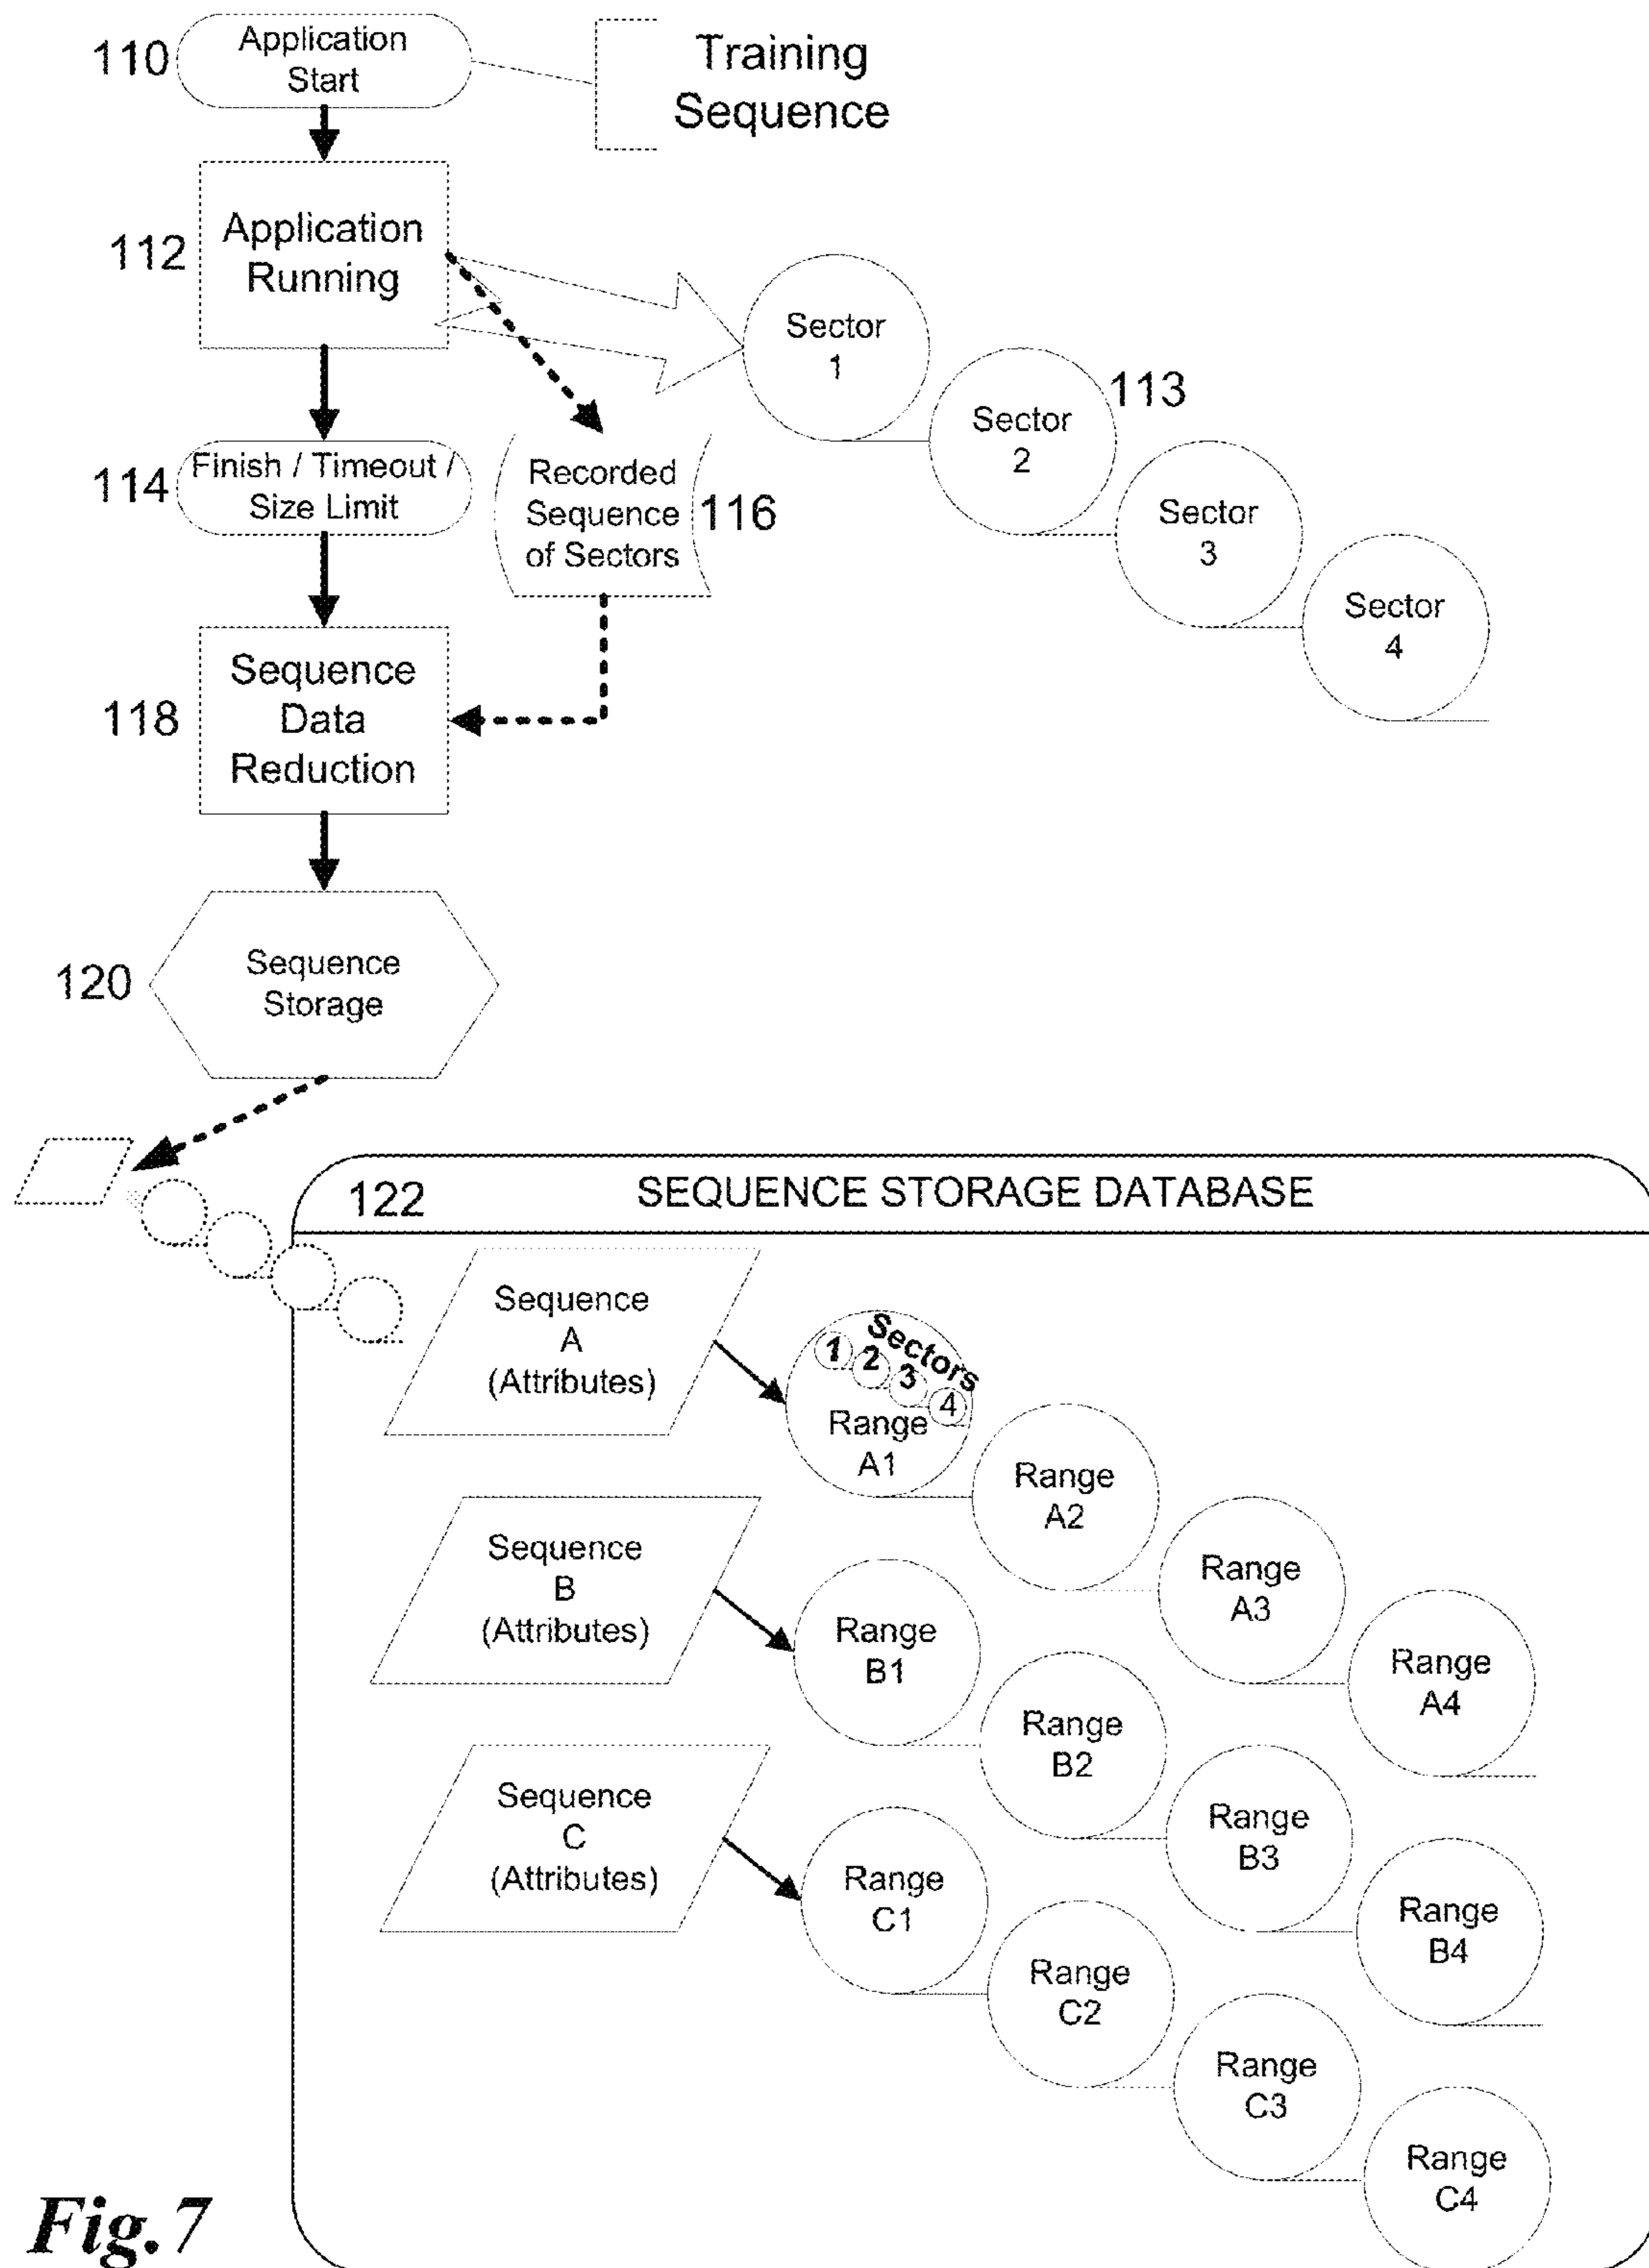 110
Application
Start
Training
Sequence
112
Application
Running
Sector
1
Sector
2
113
Sector
3
Sector
4
114
Finish / Timeout /
Size Limit
Recorded
Sequence
of Sectors
116
118
Sequence
Data
Reduction
120
Sequence
Storage
122
SEQUENCE STORAGE DATABASE
Sequence
A
(Attributes)
Sectors
1
2
3
4
Range
A1
Range
A2
Range
A3
Range
A4
Sequence
B
(Attributes)
Range
B1
Range
B2
Range
B3
Range
B4
Sequence
C
(Attributes)
Range
C1
Range
C2
Range
C3
Range
C4
Fig.7